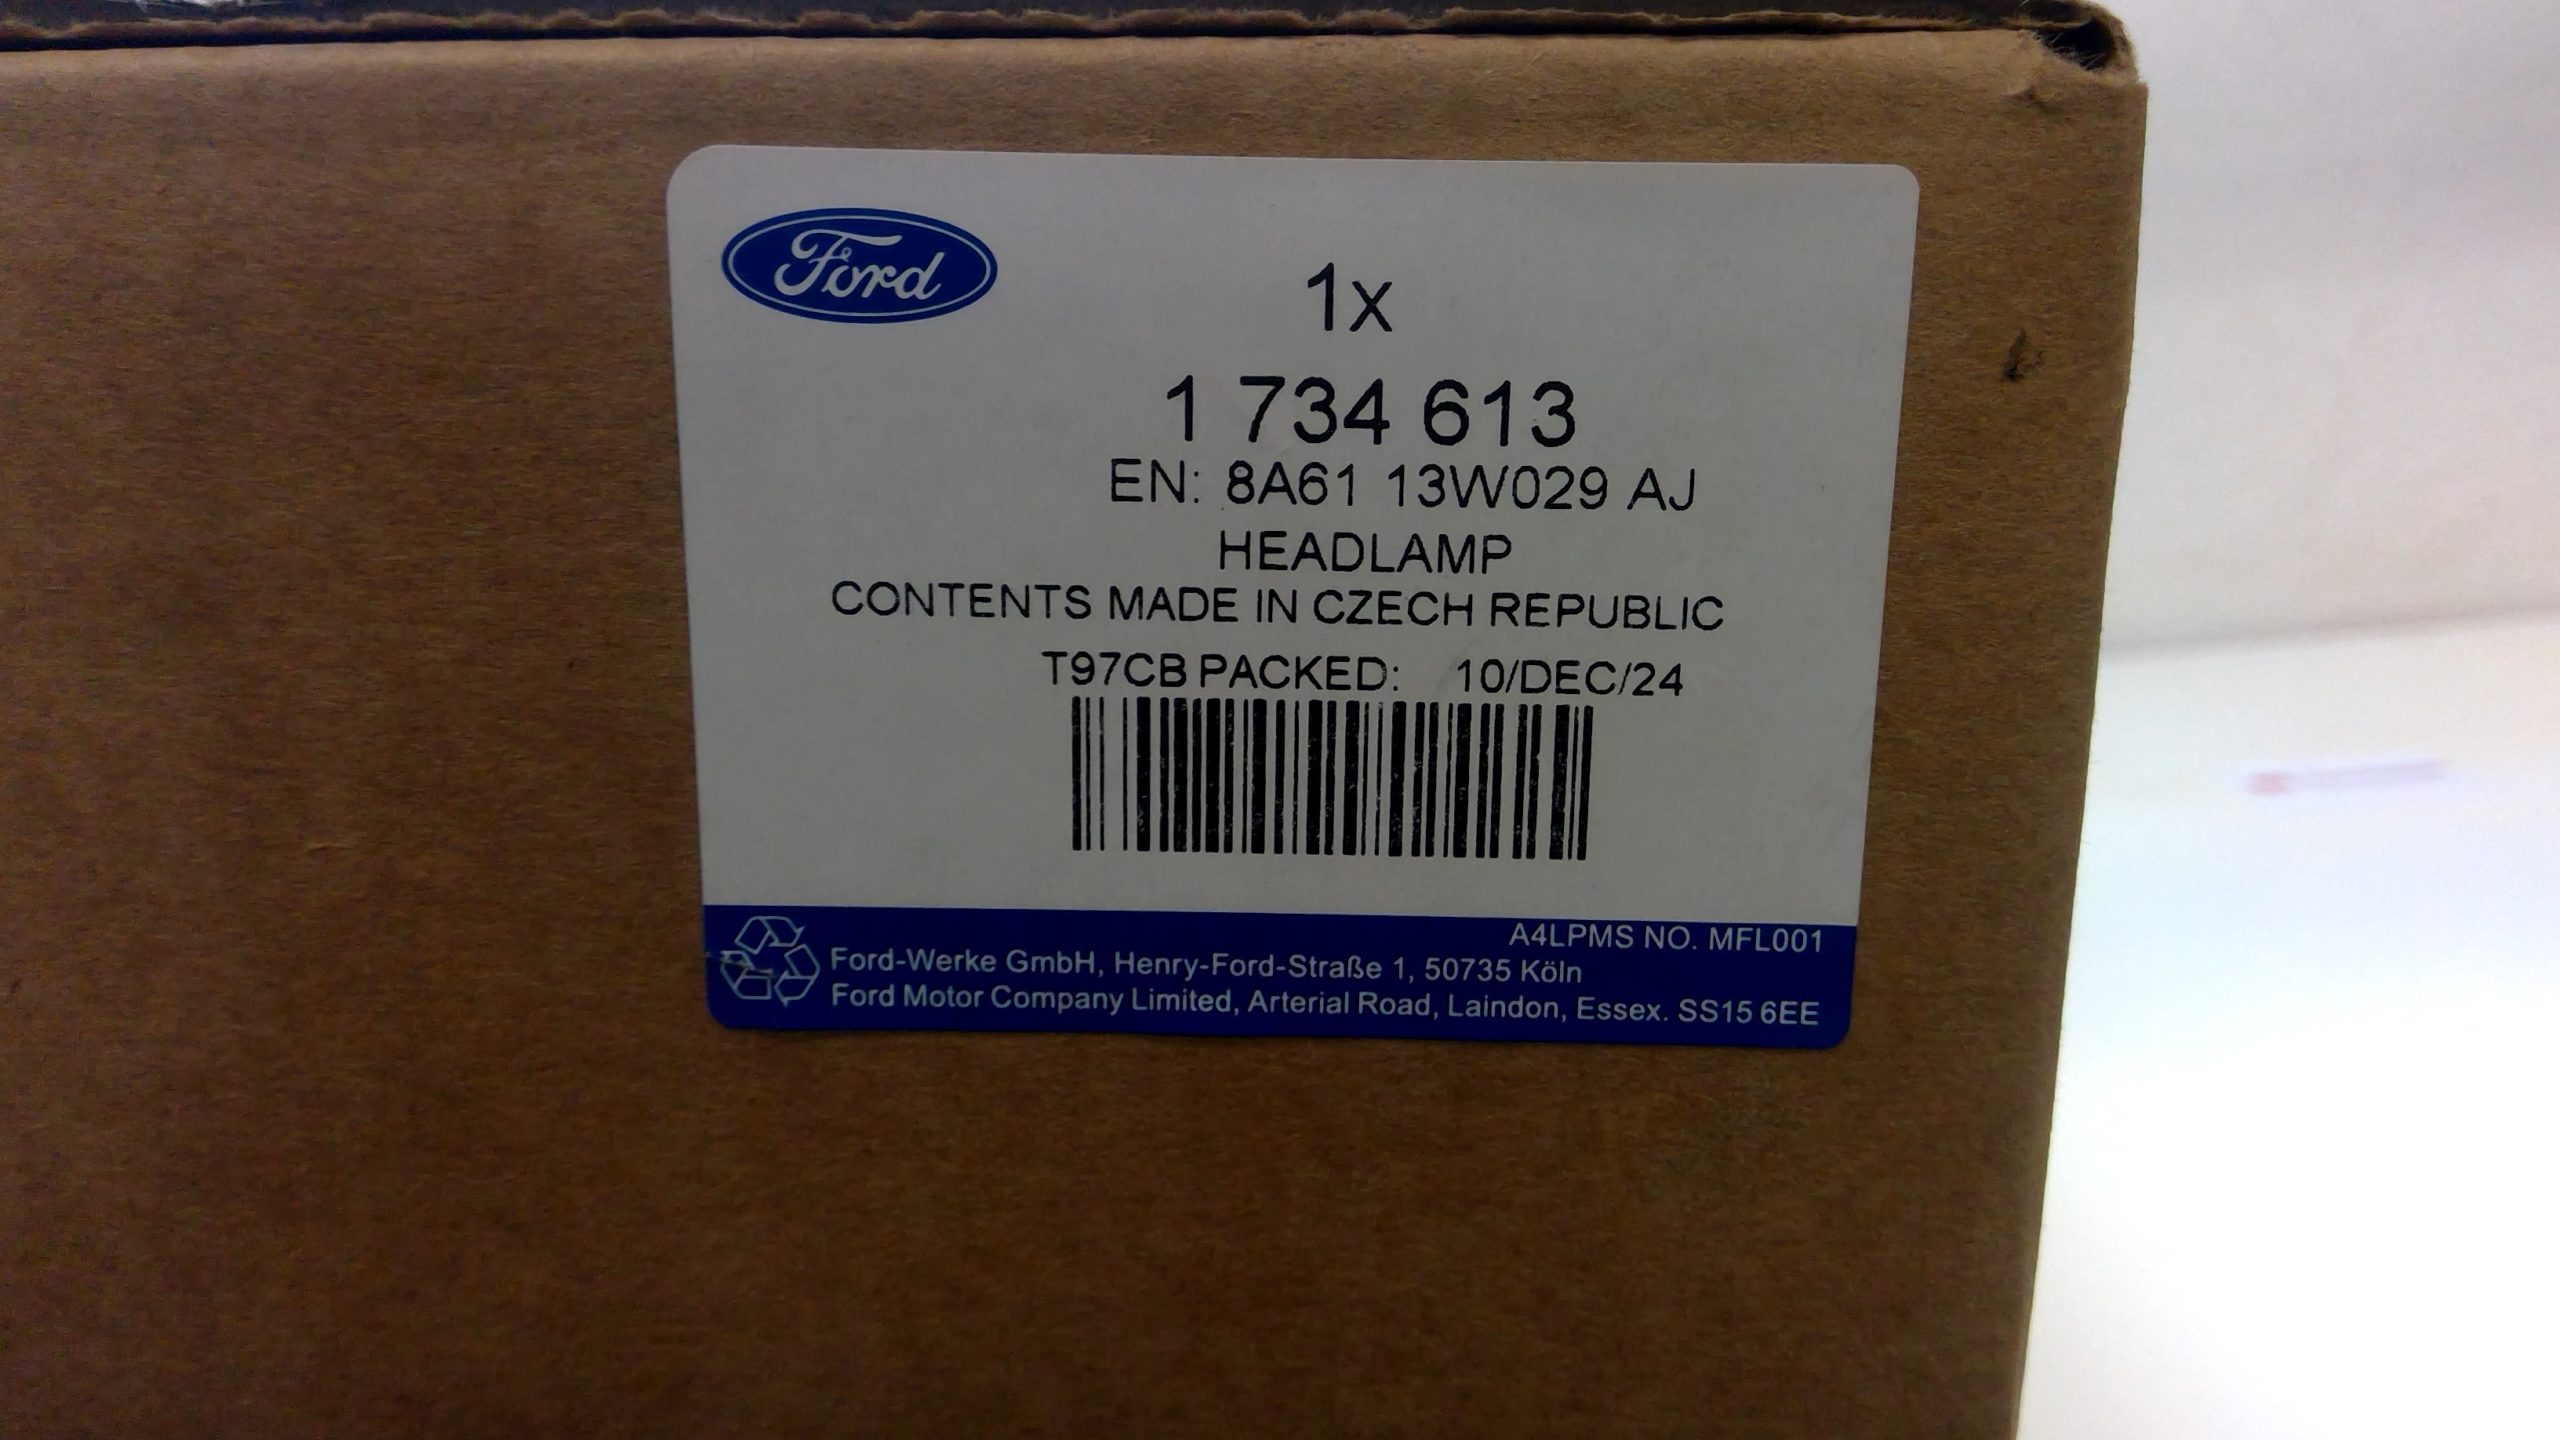 Ford
1x
1 734 613
EN: 8A61 13W029 AJ
HEADLAMP
CONTENTS MADE IN CZECH REPUBLIC
T97CB PACKED: 10/DEC/24
A4LPMS NO. MFL001
Ford-Werke GmbH, Henry-Ford-Straße 1, 50735 Köln
Ford Motor Company Limited, Arterial Road, Laindon, Essex. SS15 6EE